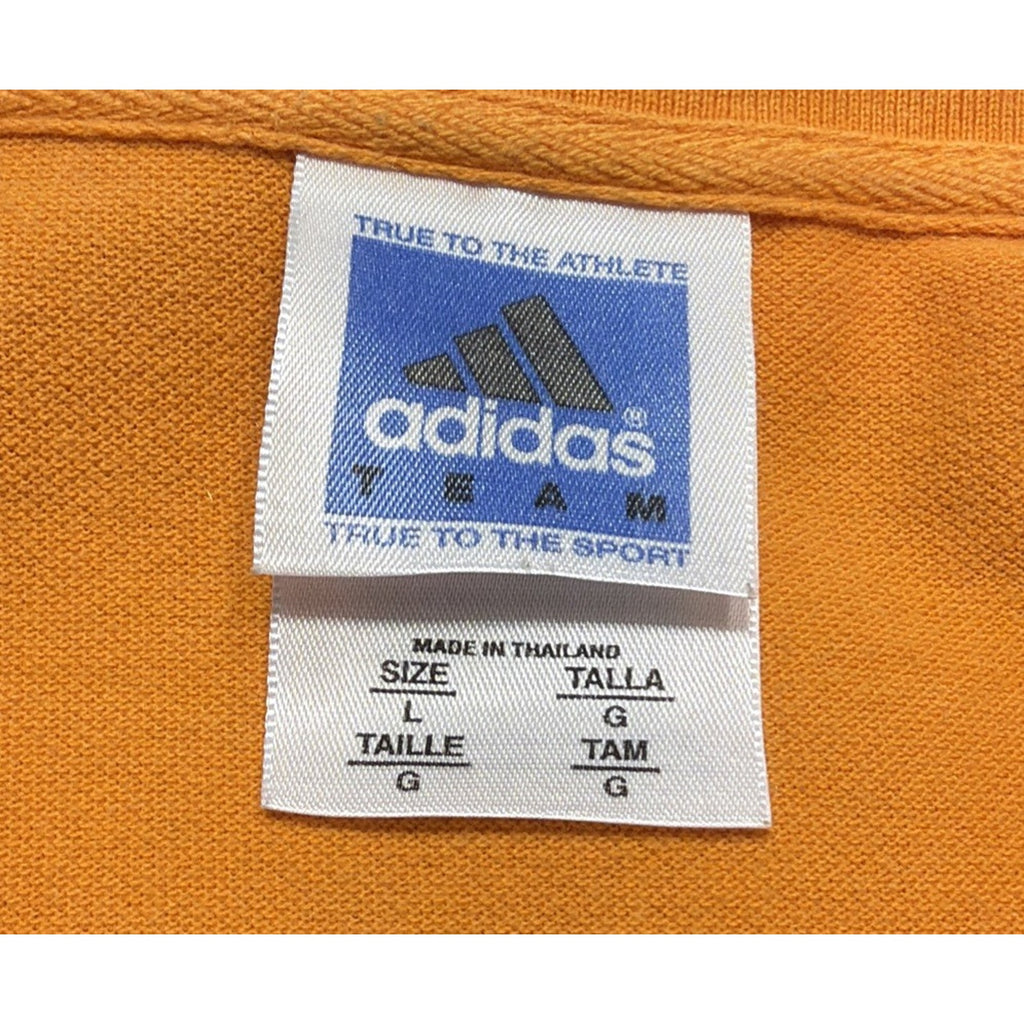 TRUE TO THE ATHLETE
adidas®
TEAM
TRUE TO THE SPORT
MADE IN THAILAND
SIZE TALLA
L G
TAILLE TAM
G G